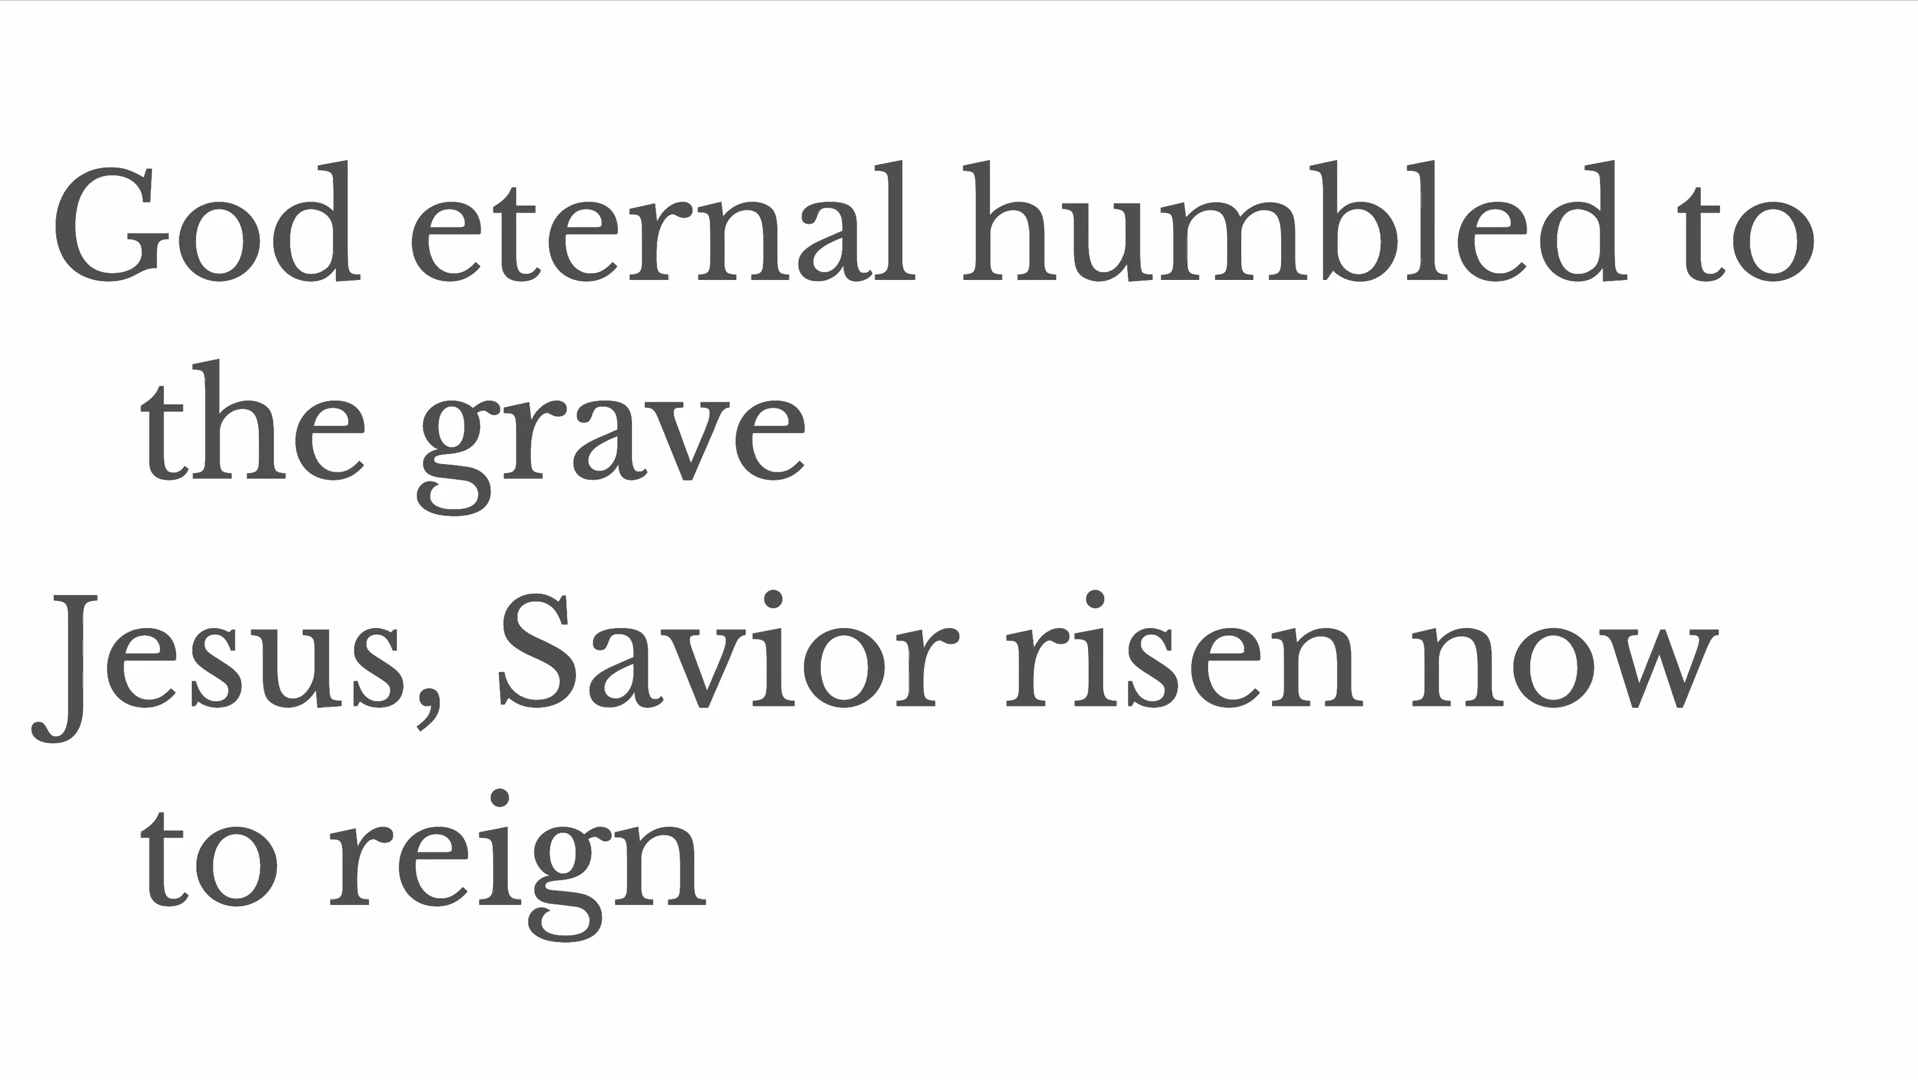 God eternal humbled to
the grave
Jesus, Savior risen now
to reign